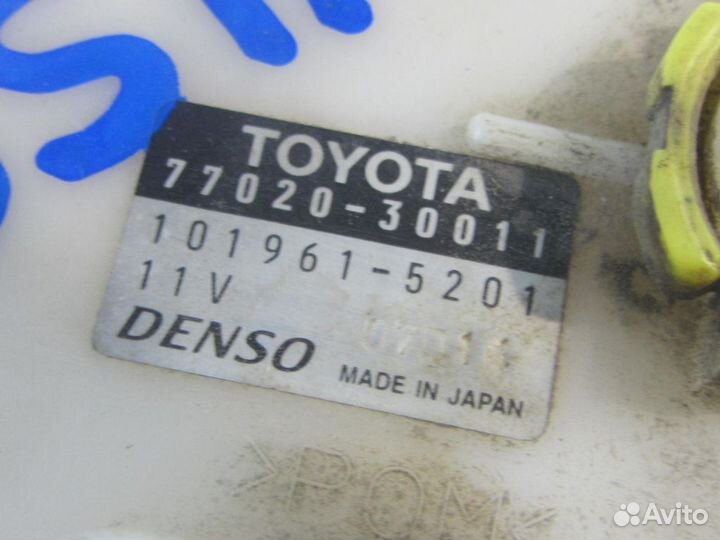 TOYOTA
77020-30011
101961-5201
11V
DENSO
MADE IN JAPAN
>POM<
Avito